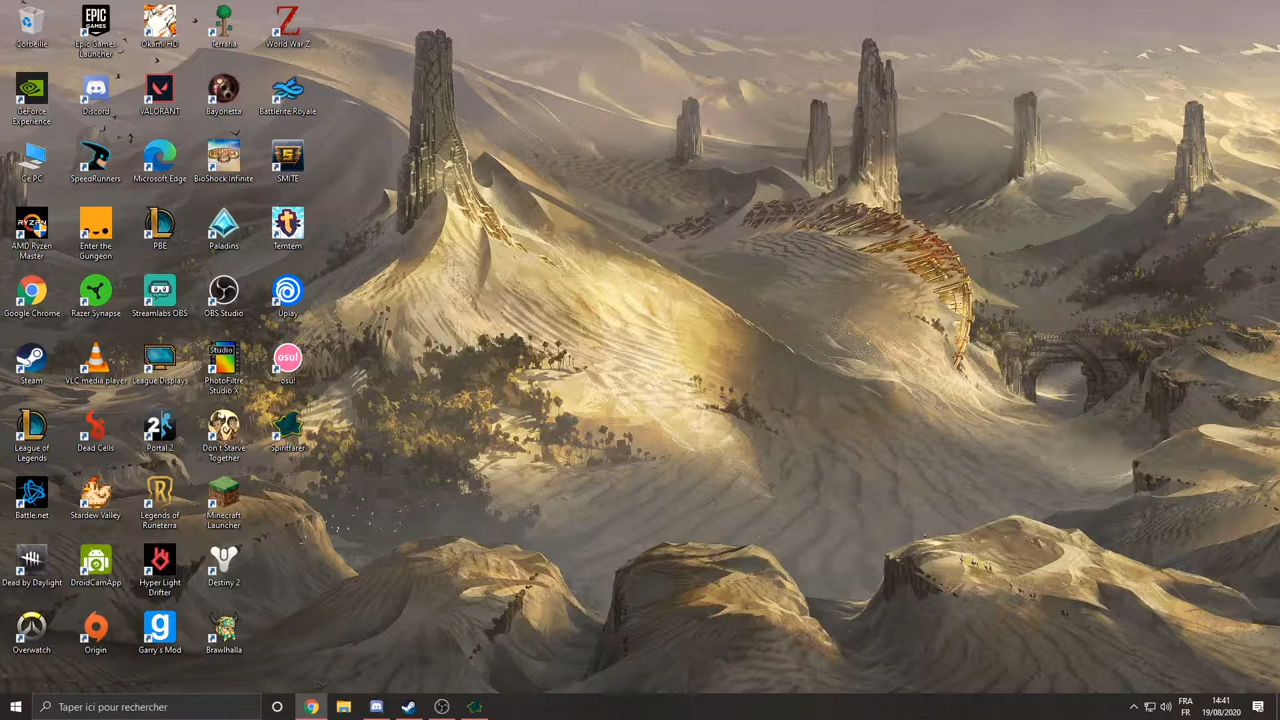 Corbeille
EPIC
GAMES
Epic Games
Launcher
Okami HD
Terraria
World War Z
GeForce
Experience
Discord
VALORANT
Bayonetta
Battlerite Royale
Ce PC
SpeedRunners
Microsoft Edge
BioShock Infinite
SMITE
RYZEN
AMD Ryzen
Master
Enter the
Gungeon
PBE
Paladins
Temtem
Google Chrome
Razer Synapse
Streamlabs OBS
OBS Studio
Uplay
Steam
VLC media player
League Displays
Studio
PhotoFiltre
Studio X
osu!
osu!
League of
Legends
Dead Cells
2
Portal 2
Don't Starve
Together
Spiritfarer
Battle.net
Stardew Valley
Legends of
Runeterra
Minecraft
Launcher
Dead by Daylight
DroidCamApp
Hyper Light
Drifter
Destiny 2
Overwatch
Origin
g
Garry's Mod
Brawlhalla
Taper ici pour rechercher
FRA
FR
14:41
19/08/2020